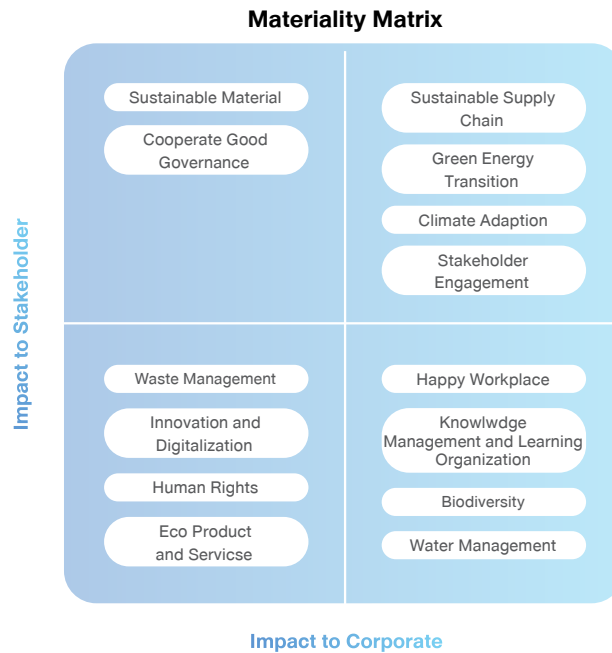 Materiality Matrix
Impact to Stakeholder
Sustainable Material
Cooperate Good
Governance
Sustainable Supply
Chain
Green Energy
Transition
Climate Adaption
Stakeholder
Engagement
Waste Management
Innovation and
Digitalization
Human Rights
Eco Product
and Servicse
Happy Workplace
Knowlwdge
Management and Learning
Organization
Biodiversity
Water Management
Impact to Corporate